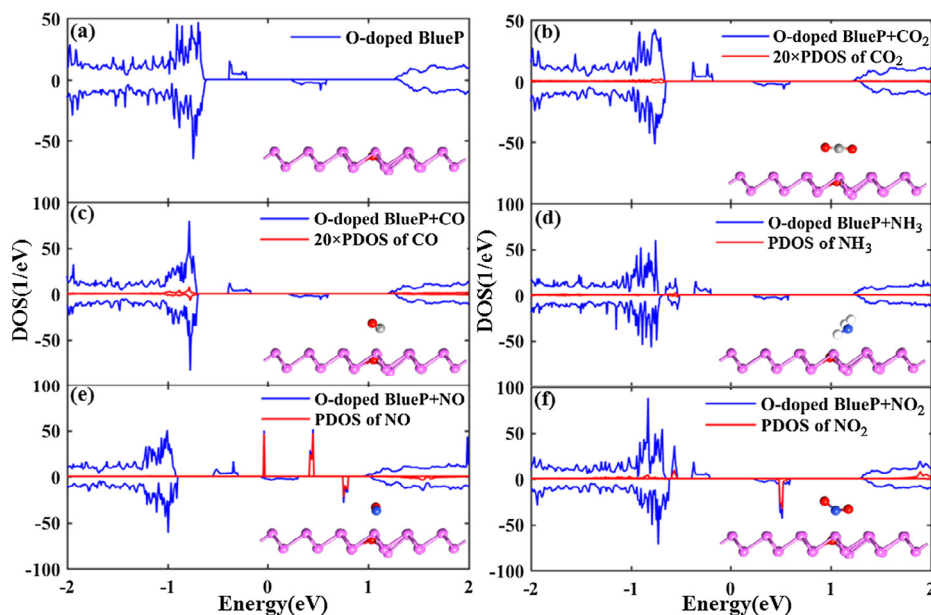 (a)
O-doped BlueP
(b)
O-doped BlueP+CO₂
20×PDOS of CO₂
(c)
O-doped BlueP+CO
20×PDOS of CO
(d)
O-doped BlueP+NH₃
PDOS of NH₃
(e)
O-doped BlueP+NO
PDOS of NO
(f)
O-doped BlueP+NO₂
PDOS of NO₂
DOS(1/eV)
DOS(1/eV)
50
0
-50
100
50
0
-50
100
50
0
-50
-100
50
0
-50
100
50
0
-50
100
50
0
-50
-100
-2 -1 0 1 2
-2 -1 0 1 2
Energy(eV)
Energy(eV)